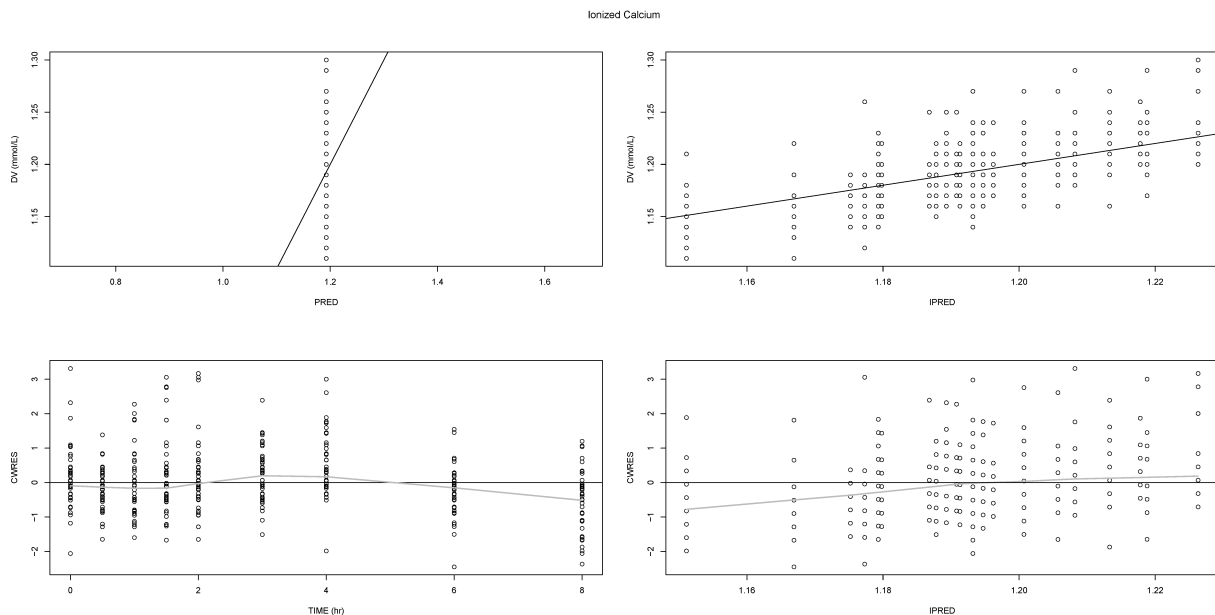 Ionized Calcium
DV (mmol/L)
1.30
1.25
1.20
1.15
0.8 1.0 1.2 1.4 1.6
PRED
DV (mmol/L)
1.30
1.25
1.20
1.15
1.16 1.18 1.20 1.22
IPRED
CWRES
3
2
1
0
−1
−2
0 2 4 6 8
TIME (hr)
CWRES
3
2
1
0
−1
−2
1.16 1.18 1.20 1.22
IPRED